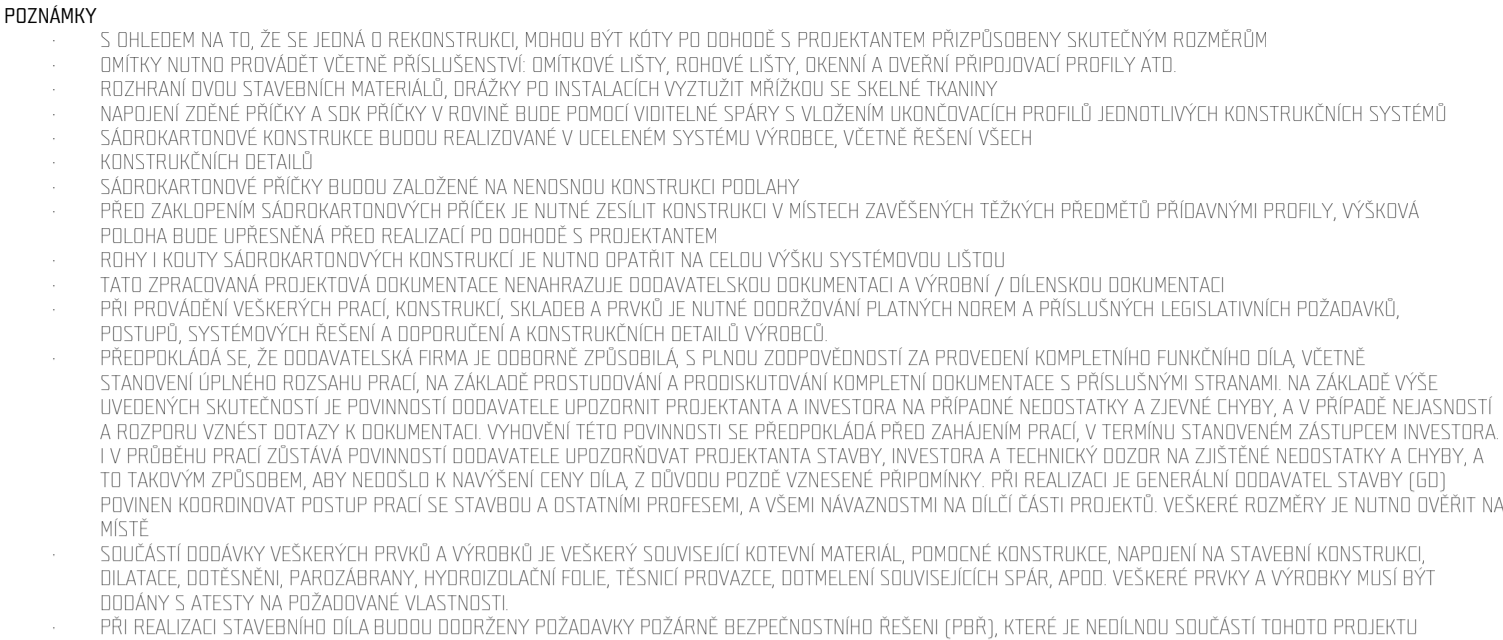 POZNÁMKY
· S OHLEDEM NA TO, ŽE SE JEDNÁ O REKONSTRUKCI, MOHOU BÝT KÓTY PO DOHODĚ S PROJEKTANTEM PŘIZPŮSOBENY SKUTEČNÝM ROZMĚRŮM
· OMÍTKY NUTNO PROVÁDĚT VČETNĚ PŘÍSLUŠENSTVÍ: OMÍTKOVÉ LIŠTY, ROHOVÉ LIŠTY, OKENNÍ A DVEŘNÍ PŘIPOJOVACÍ PROFILY ATD.
· ROZHRANÍ DVOU STAVEBNÍCH MATERIÁLŮ, DRÁŽKY PO INSTALACÍCH VYZTUŽIT MŘÍŽKOU SE SKELNÉ TKANINY
· NAPOJENÍ ZDĚNÉ PŘÍČKY A SDK PŘÍČKY V ROVINĚ BUDE POMOCÍ VIDITELNÉ SPÁRY S VLOŽENÍM UKONČOVACÍCH PROFILŮ JEDNOTLIVÝCH KONSTRUKČNÍCH SYSTÉMŮ
· SÁDROKARTONOVÉ KONSTRUKCE BUDOU REALIZOVANÉ V UCELENÉM SYSTÉMU VÝROBCE, VČETNĚ ŘEŠENÍ VŠECH
· KONSTRUKČNÍCH DETAILŮ
· SÁDROKARTONOVÉ PŘÍČKY BUDOU ZALOŽENÉ NA NENOSNOU KONSTRUKCI PODLAHY
· PŘED ZAKLOPENÍM SÁDROKARTONOVÝCH PŘÍČEK JE NUTNÉ ZESÍLIT KONSTRUKCI V MÍSTECH ZAVĚŠENÝCH TĚŽKÝCH PŘEDMĚTŮ PŘÍDAVNÝMI PROFILY, VÝŠKOVÁ
POLOHA BUDE UPŘESNĚNÁ PŘED REALIZACÍ PO DOHODĚ S PROJEKTANTEM
· ROHY I KOUTY SÁDROKARTONOVÝCH KONSTRUKCÍ JE NUTNO OPATŘIT NA CELOU VÝŠKU SYSTÉMOVOU LIŠTOU
· TATO ZPRACOVANÁ PROJEKTOVÁ DOKUMENTACE NENAHRAZUJE DODAVATELSKOU DOKUMENTACI A VÝROBNÍ / DÍLENSKOU DOKUMENTACI
· PŘI PROVÁDĚNÍ VEŠKERÝCH PRACÍ, KONSTRUKCÍ, SKLADEB A PRVKŮ JE NUTNÉ DODRŽOVÁNÍ PLATNÝCH NOREM A PŘÍSLUŠNÝCH LEGISLATIVNÍCH POŽADAVKŮ,
POSTUPŮ, SYSTÉMOVÝCH ŘEŠENÍ A DOPORUČENÍ A KONSTRUKČNÍCH DETAILŮ VÝROBCŮ.
· PŘEDPOKLÁDÁ SE, ŽE DODAVATELSKÁ FIRMA JE ODBORNĚ ZPŮSOBILÁ, S PLNOU ZODPOVĚDNOSTÍ ZA PROVEDENÍ KOMPLETNÍHO FUNKČNÍHO DÍLA, VČETNĚ
STANOVENÍ ÚPLNÉHO ROZSAHU PRACÍ, NA ZÁKLADĚ PROSTUDOVÁNÍ A PRODISKUTOVÁNÍ KOMPLETNÍ DOKUMENTACE S PŘÍSLUŠNÝMI STRANAMI. NA ZÁKLADĚ VÝŠE
UVEDENÝCH SKUTEČNOSTÍ JE POVINNOSTÍ DODAVATELE UPOZORNIT PROJEKTANTA A INVESTORA NA PŘÍPADNÉ NEDOSTATKY A ZJEVNÉ CHYBY, A V PŘÍPADĚ NEJASNOSTÍ
A ROZPORU VZNÉST DOTAZY K DOKUMENTACI. VYHOVĚNÍ TÉTO POVINNOSTI SE PŘEDPOKLÁDÁ PŘED ZAHÁJENÍM PRACÍ, V TERMÍNU STANOVENÉM ZÁSTUPCEM INVESTORA.
I V PRŮBĚHU PRACÍ ZŮSTÁVÁ POVINNOSTÍ DODAVATELE UPOZORŇOVAT PROJEKTANTA STAVBY, INVESTORA A TECHNICKÝ DOZOR NA ZJIŠTĚNÉ NEDOSTATKY A CHYBY, A
TO TAKOVÝM ZPŮSOBEM, ABY NEDOŠLO K NAVÝŠENÍ CENY DÍLA, Z DŮVODU POZDĚ VZNESENÉ PŘIPOMÍNKY. PŘI REALIZACI JE GENERÁLNÍ DODAVATEL STAVBY (GD)
POVINEN KOORDINOVAT POSTUP PRACÍ SE STAVBOU A OSTATNÍMI PROFESEMI, A VŠEMI NÁVAZNOSTMI NA DÍLČÍ ČÁSTI PROJEKTŮ. VEŠKERÉ ROZMĚRY JE NUTNO OVĚŘIT NA
MÍSTĚ
· SOUČÁSTÍ DODÁVKY VEŠKERÝCH PRVKŮ A VÝROBKŮ JE VEŠKERÝ SOUVISEJÍCÍ KOTEVNÍ MATERIÁL, POMOCNÉ KONSTRUKCE, NAPOJENÍ NA STAVEBNÍ KONSTRUKCI,
DILATACE, DOTĚSNĚNI, PAROZÁBRANY, HYDROIZOLAČNÍ FOLIE, TĚSNICÍ PROVAZCE, DOTMELENÍ SOUVISEJÍCÍCH SPÁR, APOD. VEŠKERÉ PRVKY A VÝROBKY MUSÍ BÝT
DODÁNY S ATESTY NA POŽADOVANÉ VLASTNOSTI.
· PŘI REALIZACI STAVEBNÍHO DÍLA BUDOU DODRŽENY POŽADAVKY POŽÁRNĚ BEZPEČNOSTNÍHO ŘEŠENI (PBŘ), KTERÉ JE NEDÍLNOU SOUČÁSTÍ TOHOTO PROJEKTU